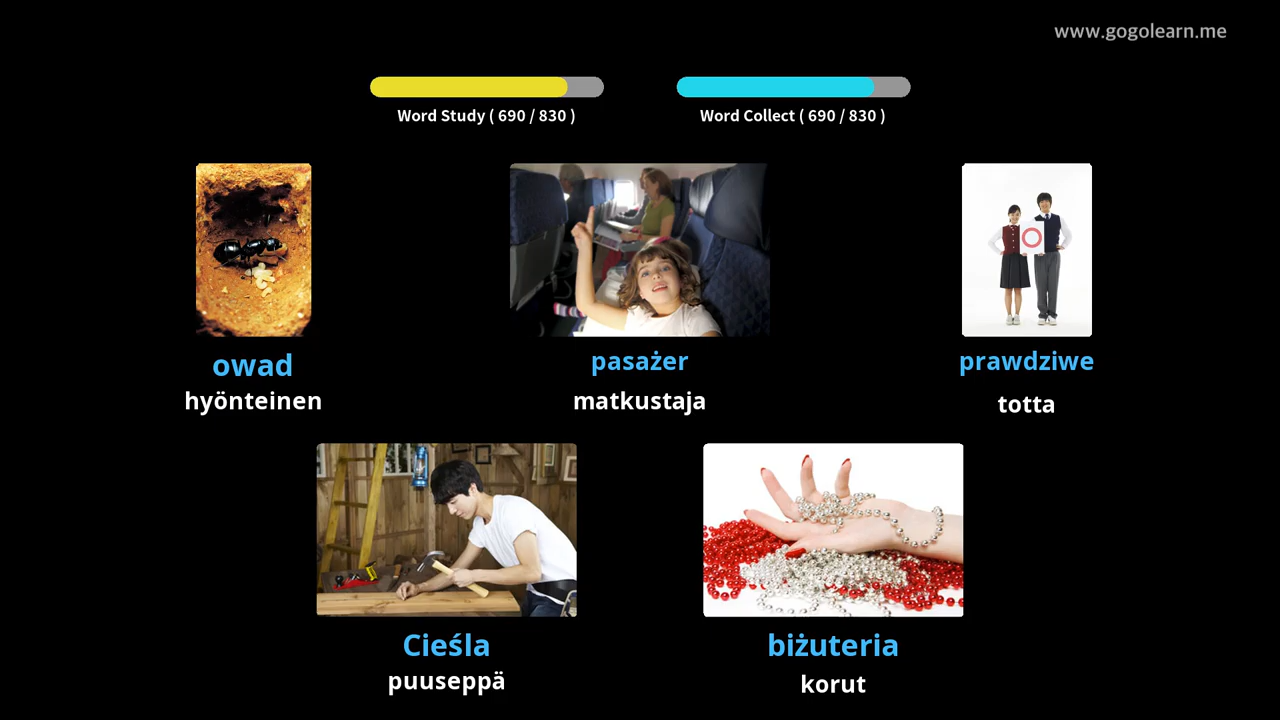 www.gogolearn.me
Word Study ( 690 / 830 )
Word Collect ( 690 / 830 )
owad
hyönteinen
pasażer
matkustaja
prawdziwe
totta
Cieśla
puuseppä
biżuteria
korut